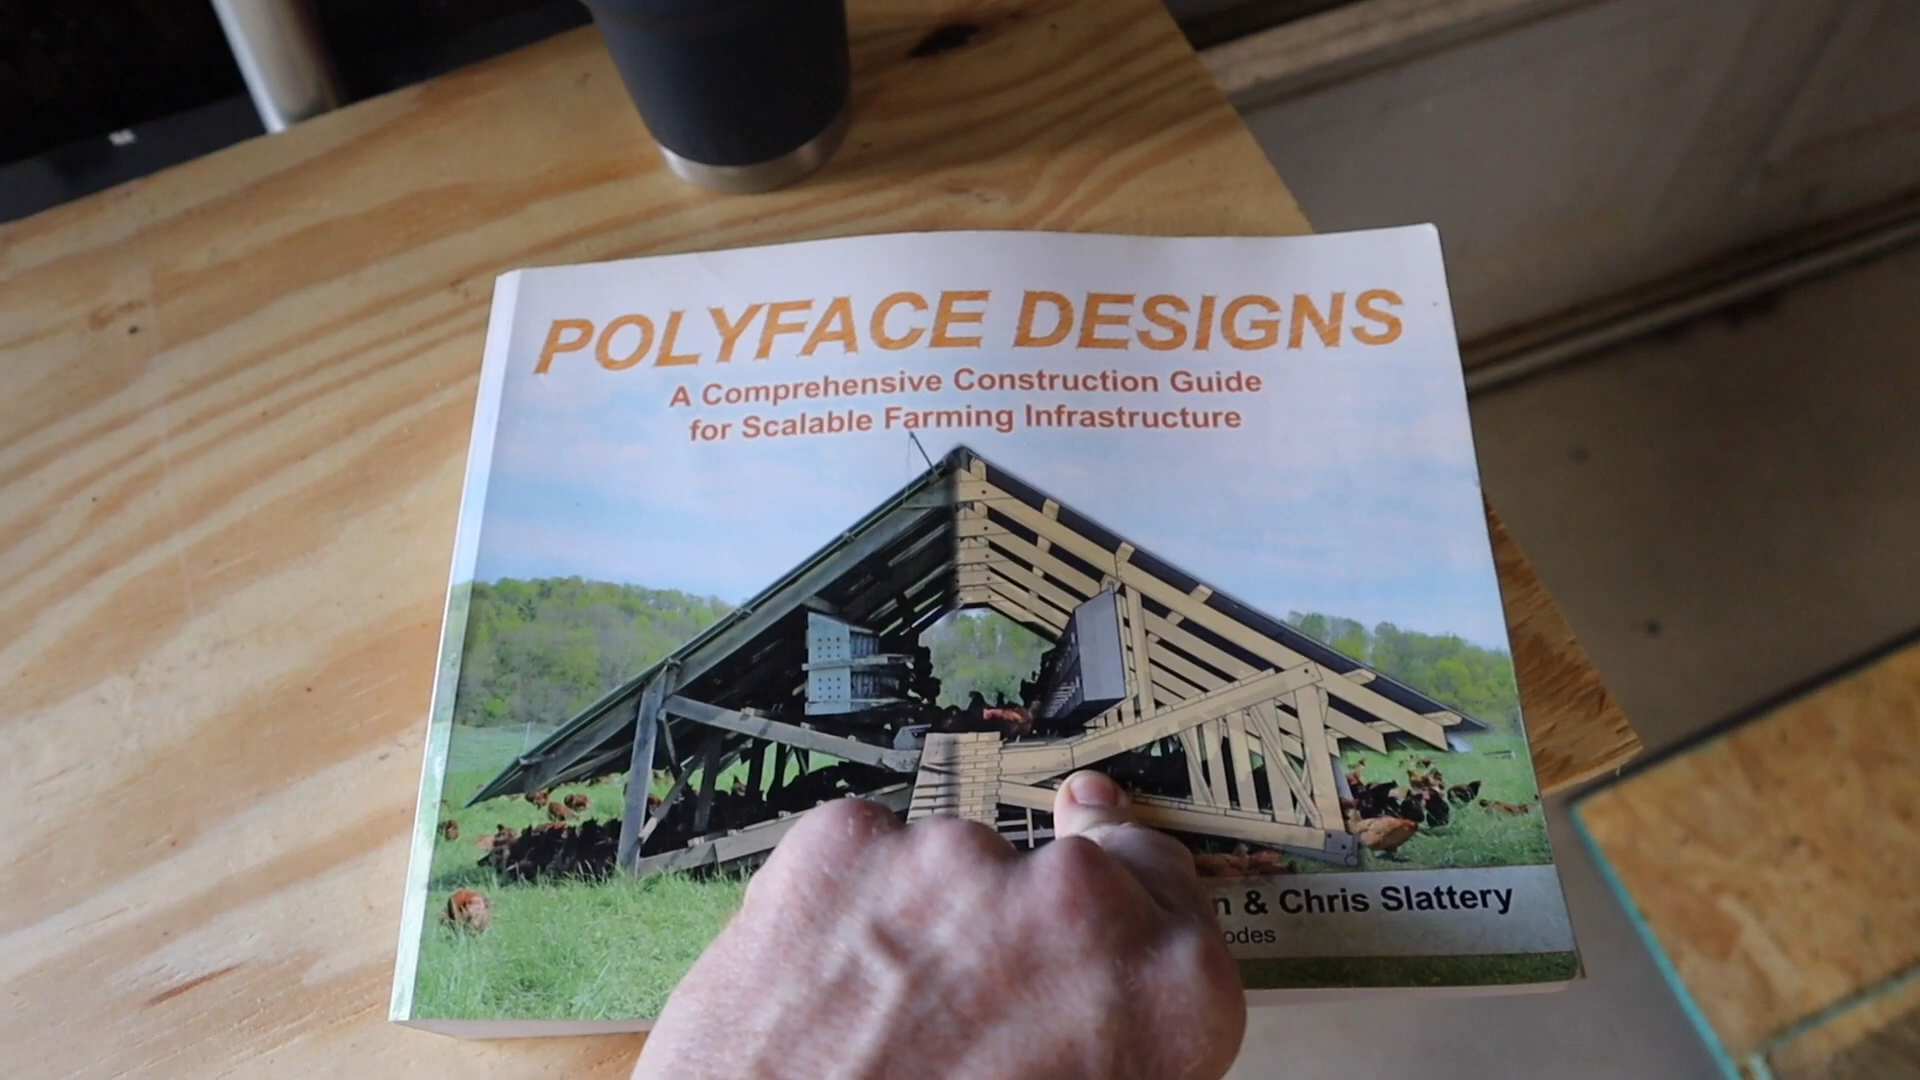 POLYFACE DESIGNS
A Comprehensive Construction Guide
for Scalable Farming Infrastructure
& Chris Slattery